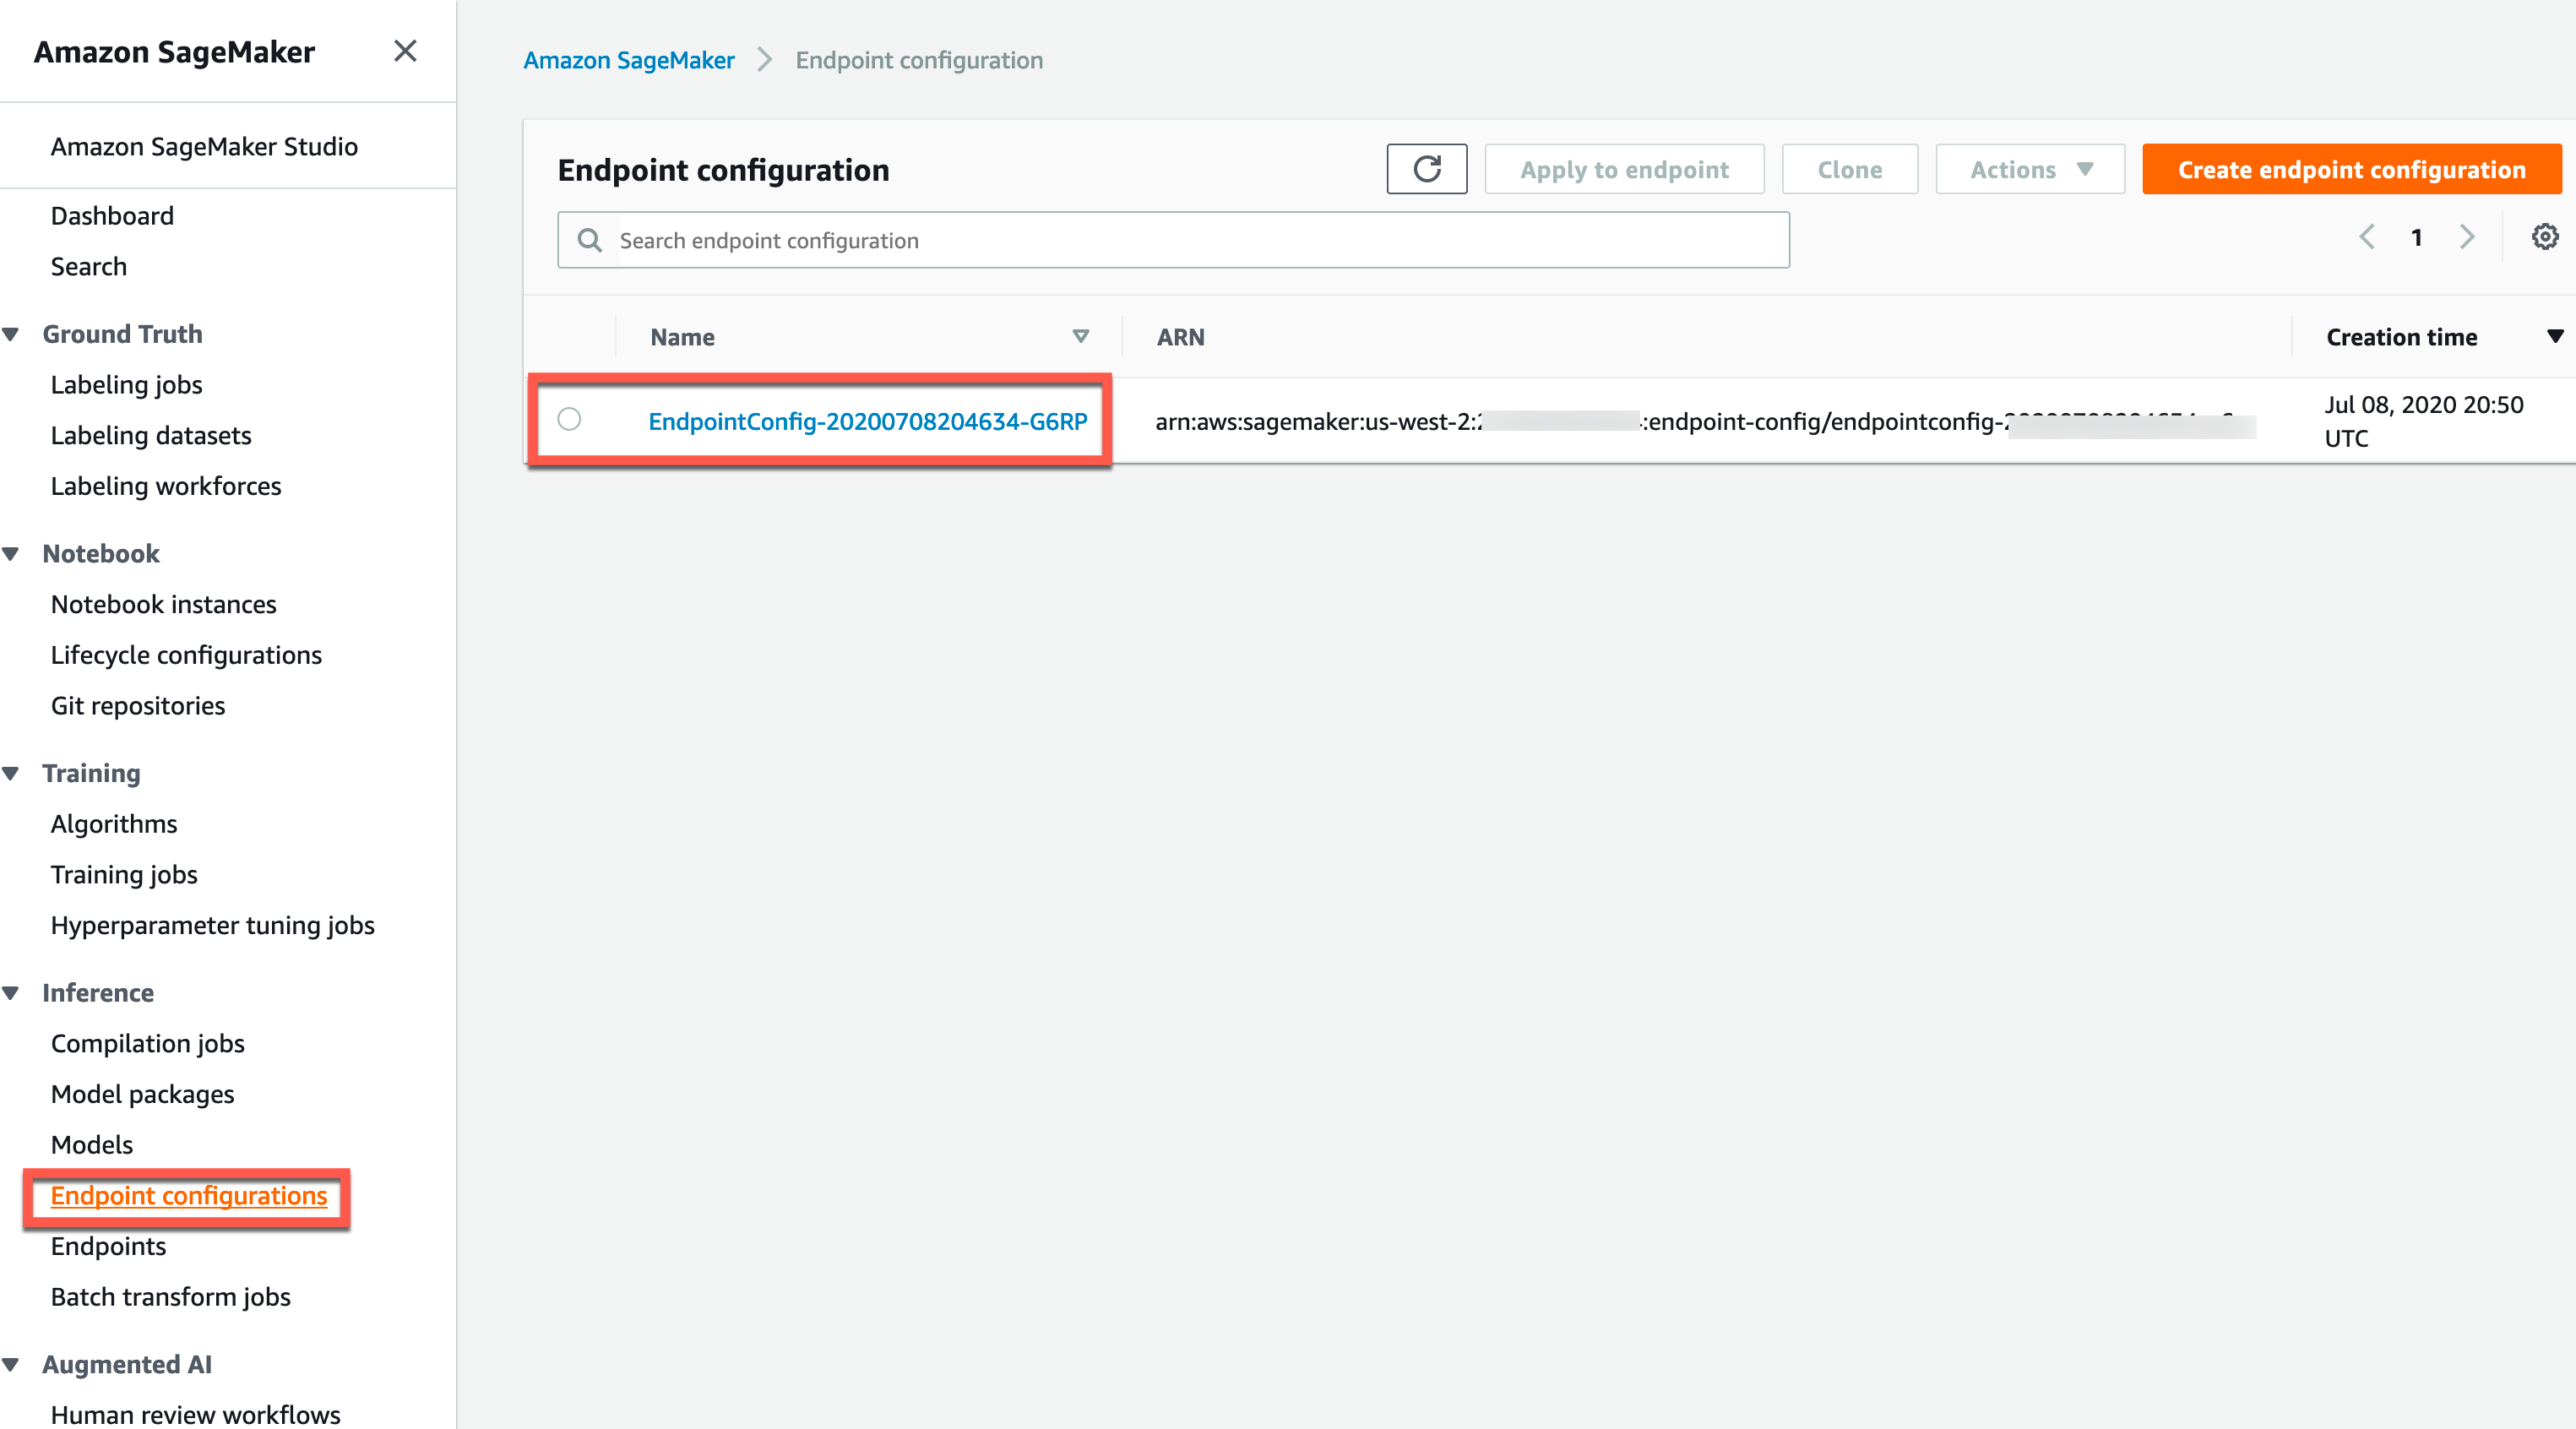 Amazon SageMaker
Amazon SageMaker Studio
Dashboard
Search
Ground Truth
Labeling jobs
Labeling datasets
Labeling workforces
Notebook
Notebook instances
Lifecycle configurations
Git repositories
Training
Algorithms
Training jobs
Hyperparameter tuning jobs
Inference
Compilation jobs
Model packages
Models
Endpoint configurations
Endpoints
Batch transform jobs
Augmented AI
Human review workflows
Amazon SageMaker Endpoint configuration
Endpoint configuration Apply to endpoint Clone Actions Create endpoint configuration
Search endpoint configuration 1
Name ARN Creation time
EndpointConfig-20200708204634-G6RP arn:aws:sagemaker:us-west-2: :endpoint-config/endpointconfig- Jul 08, 2020 20:50
UTC